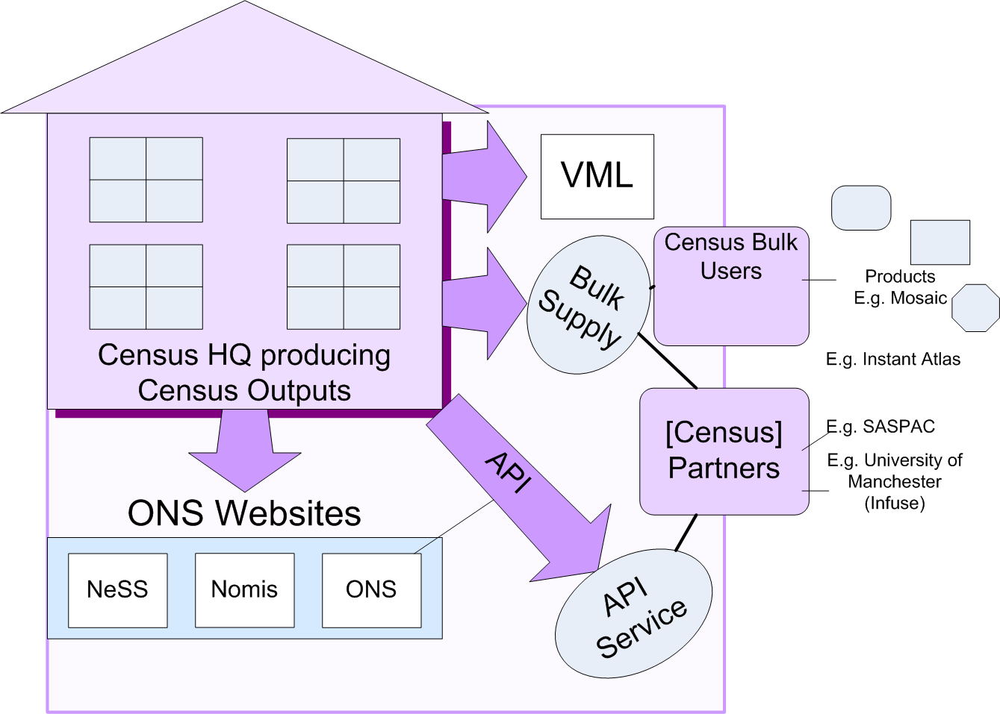 VML
Census Bulk
Users
Bulk
Supply
Products
E.g. Mosaic
Census HQ producing
Census Outputs
E.g. Instant Atlas
[Census]
Partners
E.g. SASPAC
E.g. University of
Manchester
(Infuse)
API
ONS Websites
NeSS
Nomis
ONS
API
Service